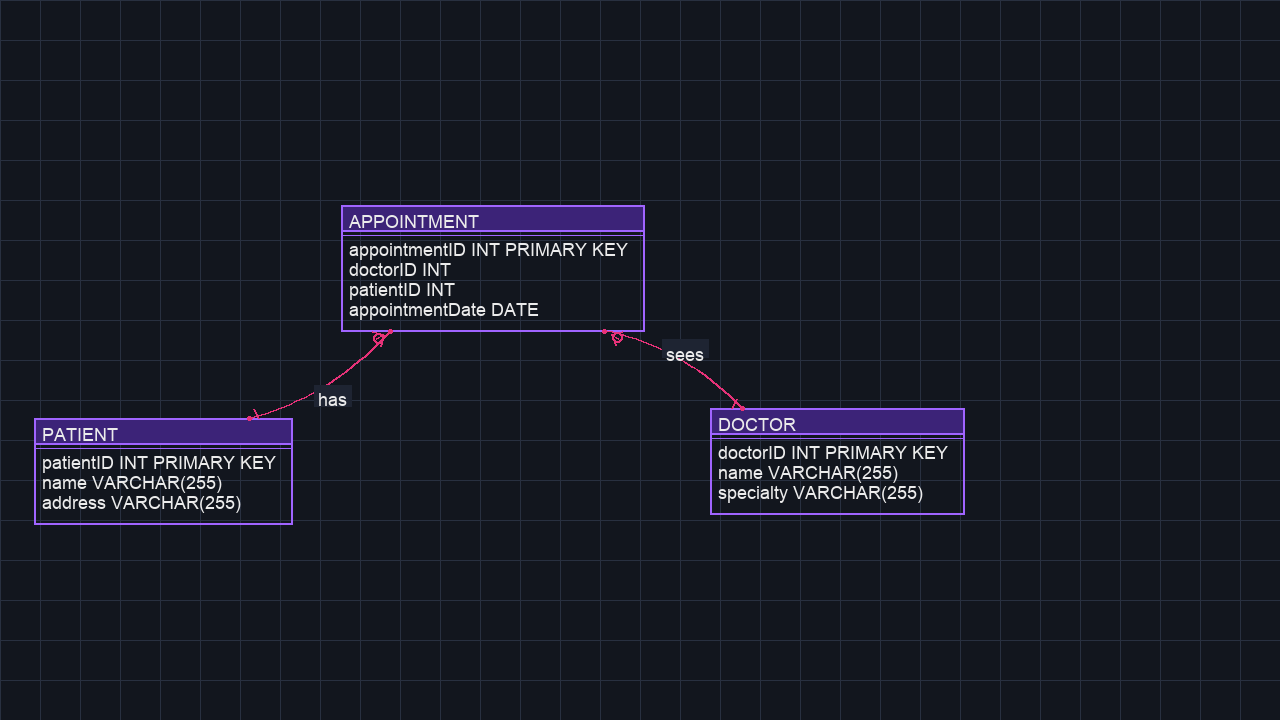 APPOINTMENT
appointmentID INT PRIMARY KEY
doctorID INT
patientID INT
appointmentDate DATE
sees
has
PATIENT
patientID INT PRIMARY KEY
name VARCHAR(255)
address VARCHAR(255)
DOCTOR
doctorID INT PRIMARY KEY
name VARCHAR(255)
specialty VARCHAR(255)